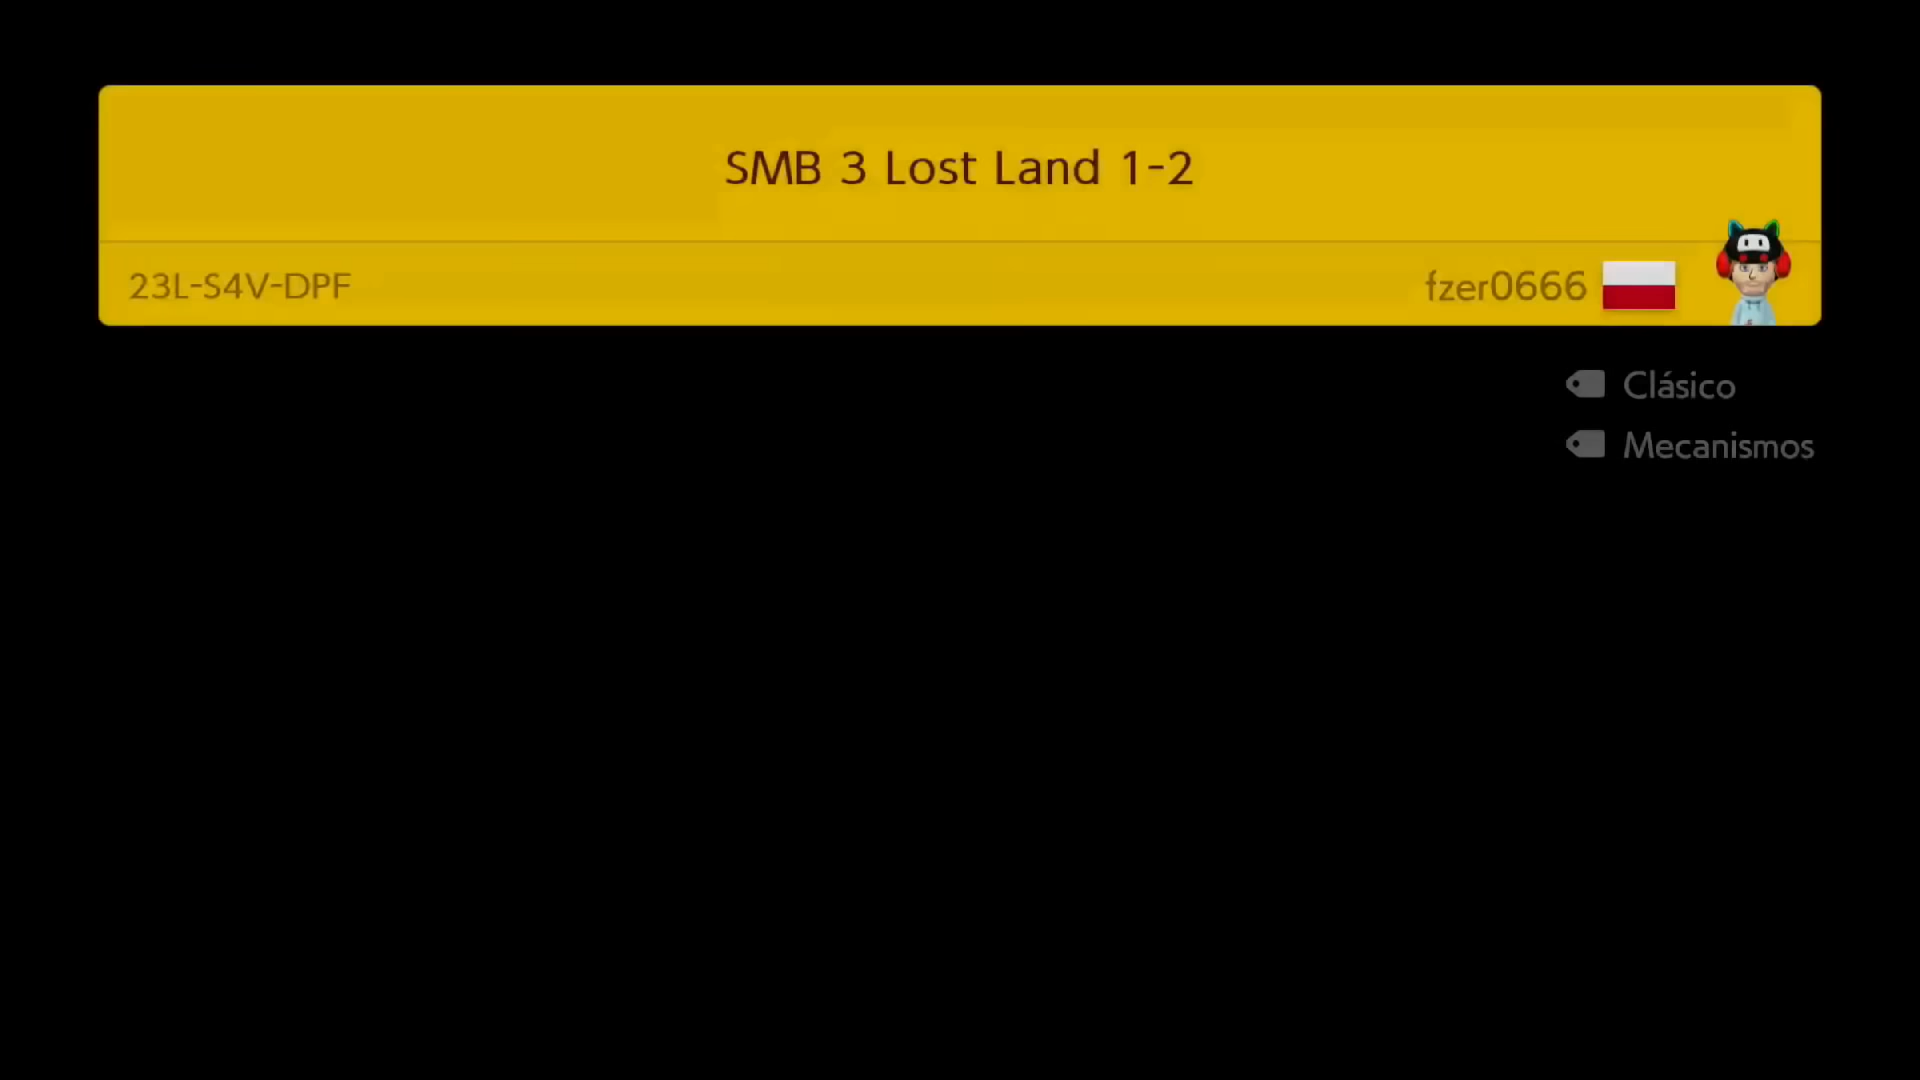 SMB 3 Lost Land 1-2
23L-S4V-DPF
fzer0666
Clásico
Mecanismos